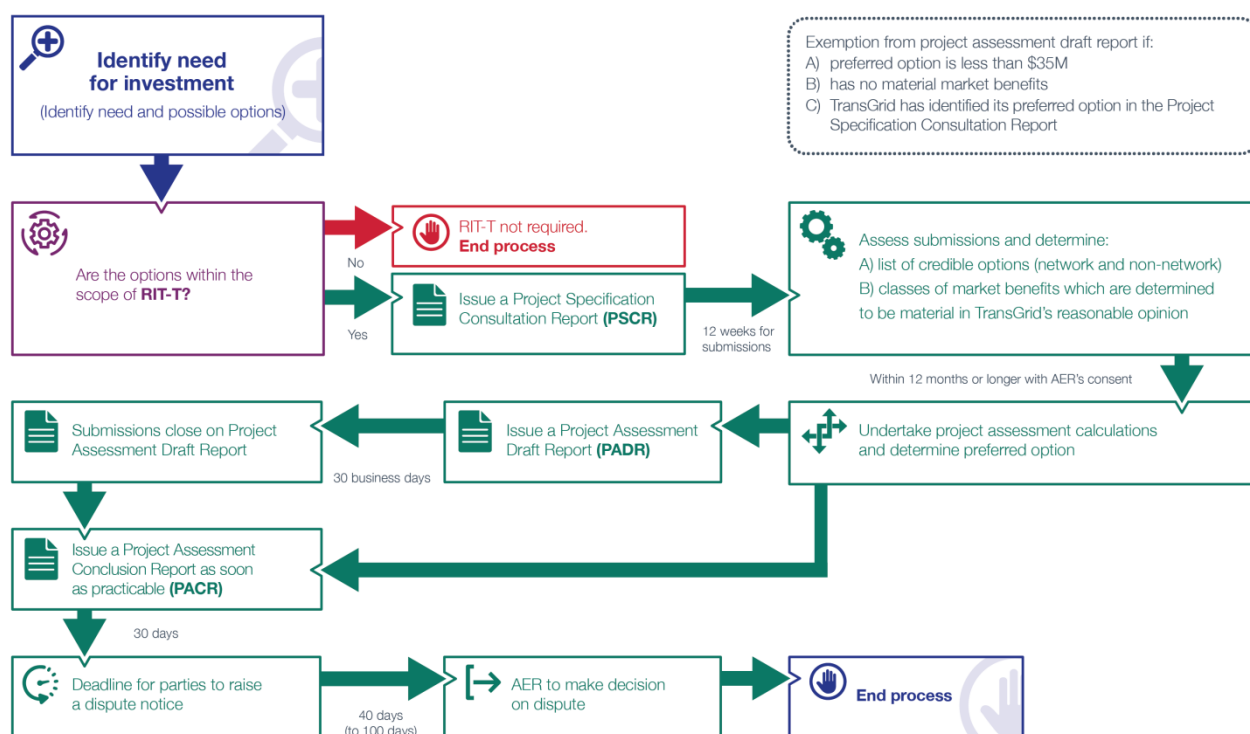 Identify need
for investment
(Identify need and possible options)
Exemption from project assessment draft report if:
A) preferred option is less than $35M
B) has no material market benefits
C) TransGrid has identified its preferred option in the Project
Specification Consultation Report
Are the options within the
scope of RIT-T?
No
Yes
RIT-T not required.
End process
Issue a Project Specification
Consultation Report (PSCR)
12 weeks for
submissions
Assess submissions and determine:
A) list of credible options (network and non-network)
B) classes of market benefits which are determined
to be material in TransGrid's reasonable opinion
Within 12 months or longer with AER's consent
Undertake project assessment calculations
and determine preferred option
Issue a Project Assessment
Draft Report (PADR)
30 business days
Submissions close on Project
Assessment Draft Report
Issue a Project Assessment
Conclusion Report as soon
as practicable (PACR)
30 days
Deadline for parties to raise
a dispute notice
40 days
(to 100 days)
AER to make decision
on dispute
End process